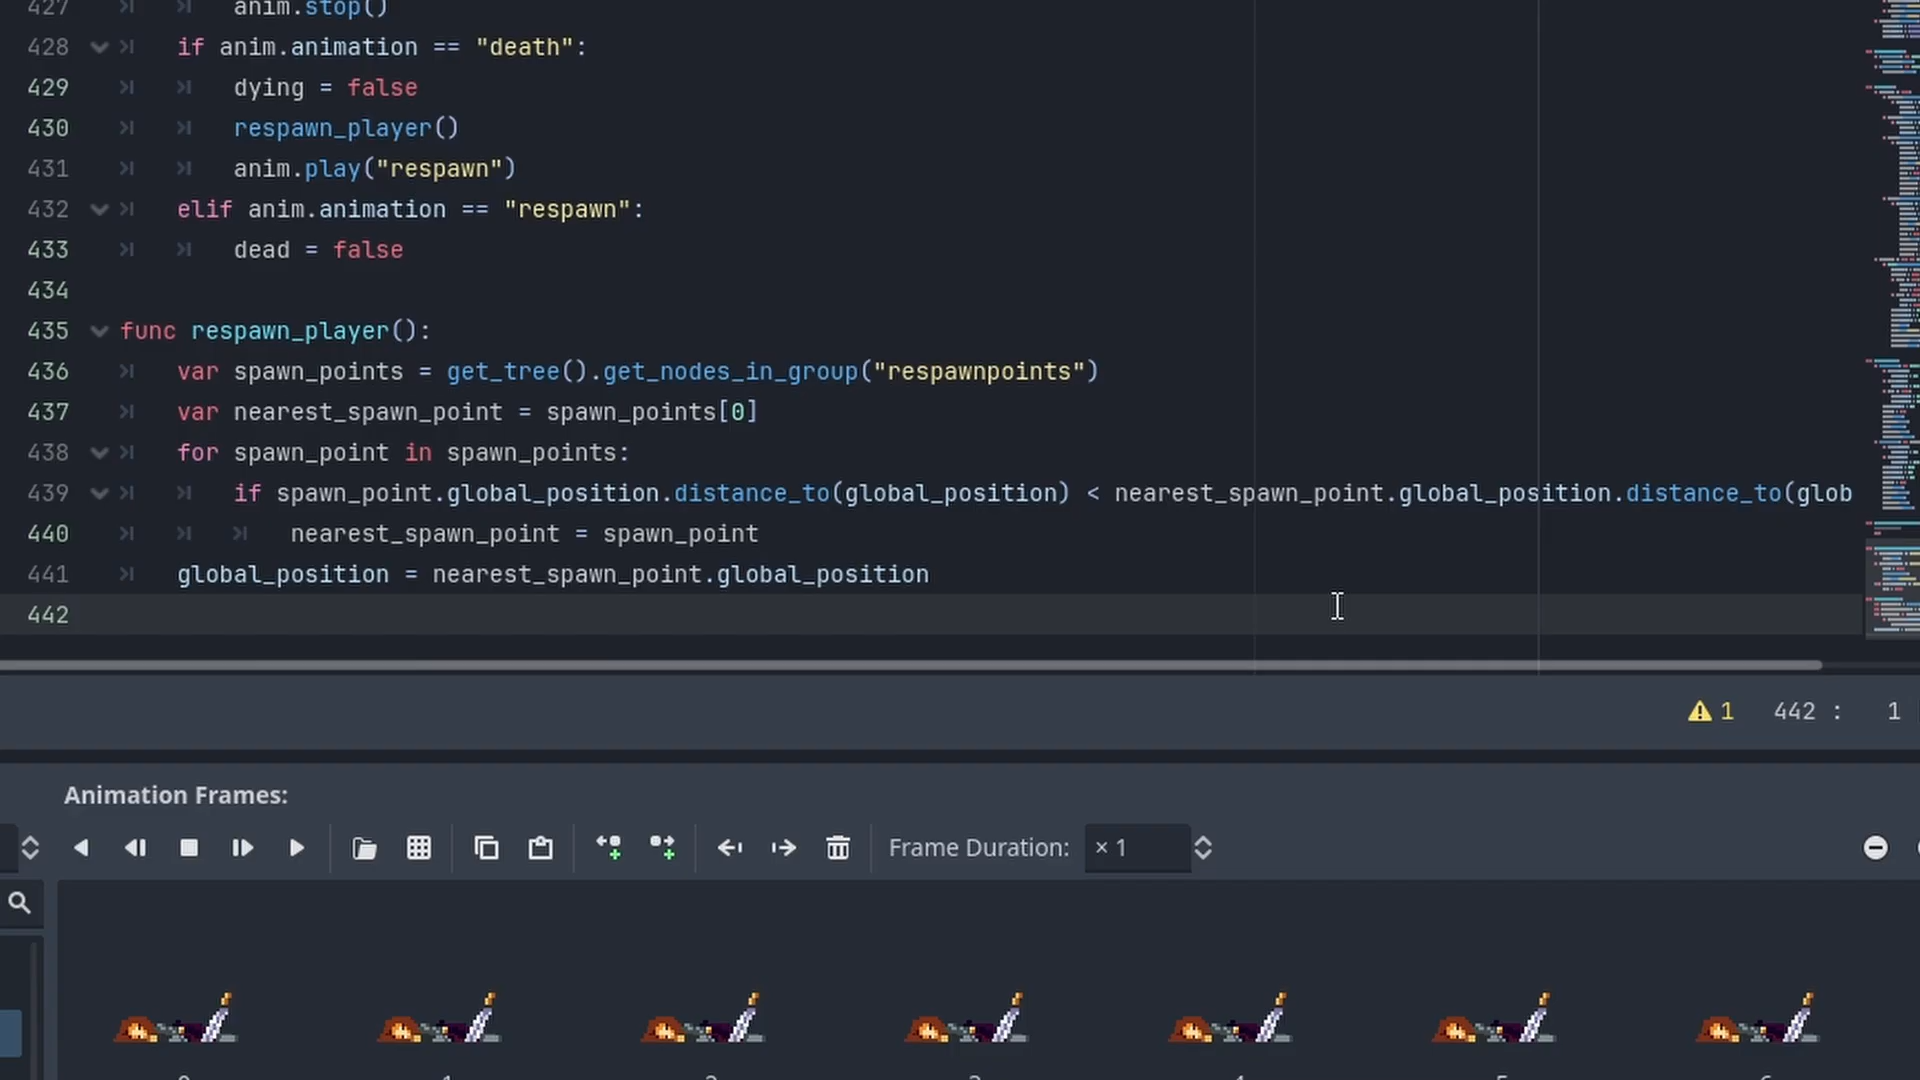 427 anim.stop()
428 if anim.animation == "death":
429 dying = false
430 respawn_player()
431 anim.play("respawn")
432 elif anim.animation == "respawn":
433 dead = false
434
435 func respawn_player():
436 var spawn_points = get_tree().get_nodes_in_group("respawnpoints")
437 var nearest_spawn_point = spawn_points[0]
438 for spawn_point in spawn_points:
439 if spawn_point.global_position.distance_to(global_position) < nearest_spawn_point.global_position.distance_to(glob
440 nearest_spawn_point = spawn_point
441 global_position = nearest_spawn_point.global_position
442
1 442 : 1
Animation Frames:
Frame Duration: × 1